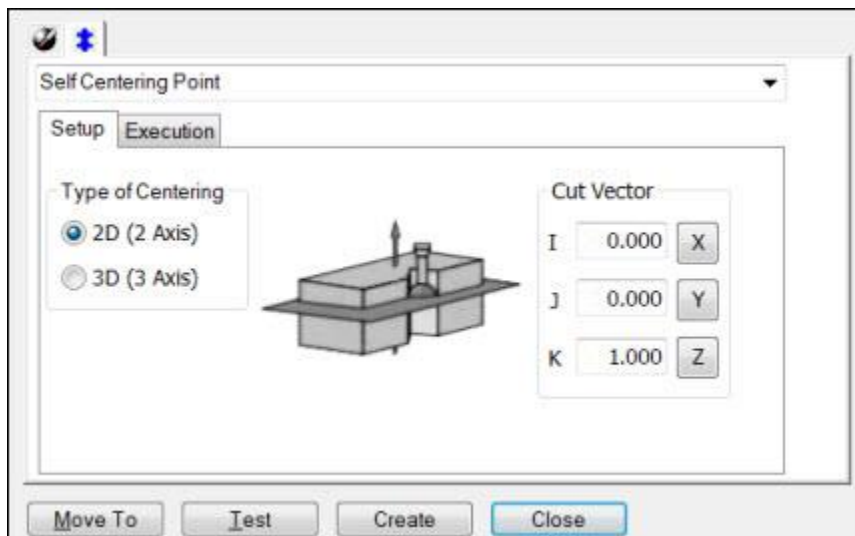 Self Centering Point
Setup Execution
Type of Centering
2D (2 Axis)
3D (3 Axis)
Cut Vector
I 0.000 X
J 0.000 Y
K 1.000 Z
Move To Test Create Close